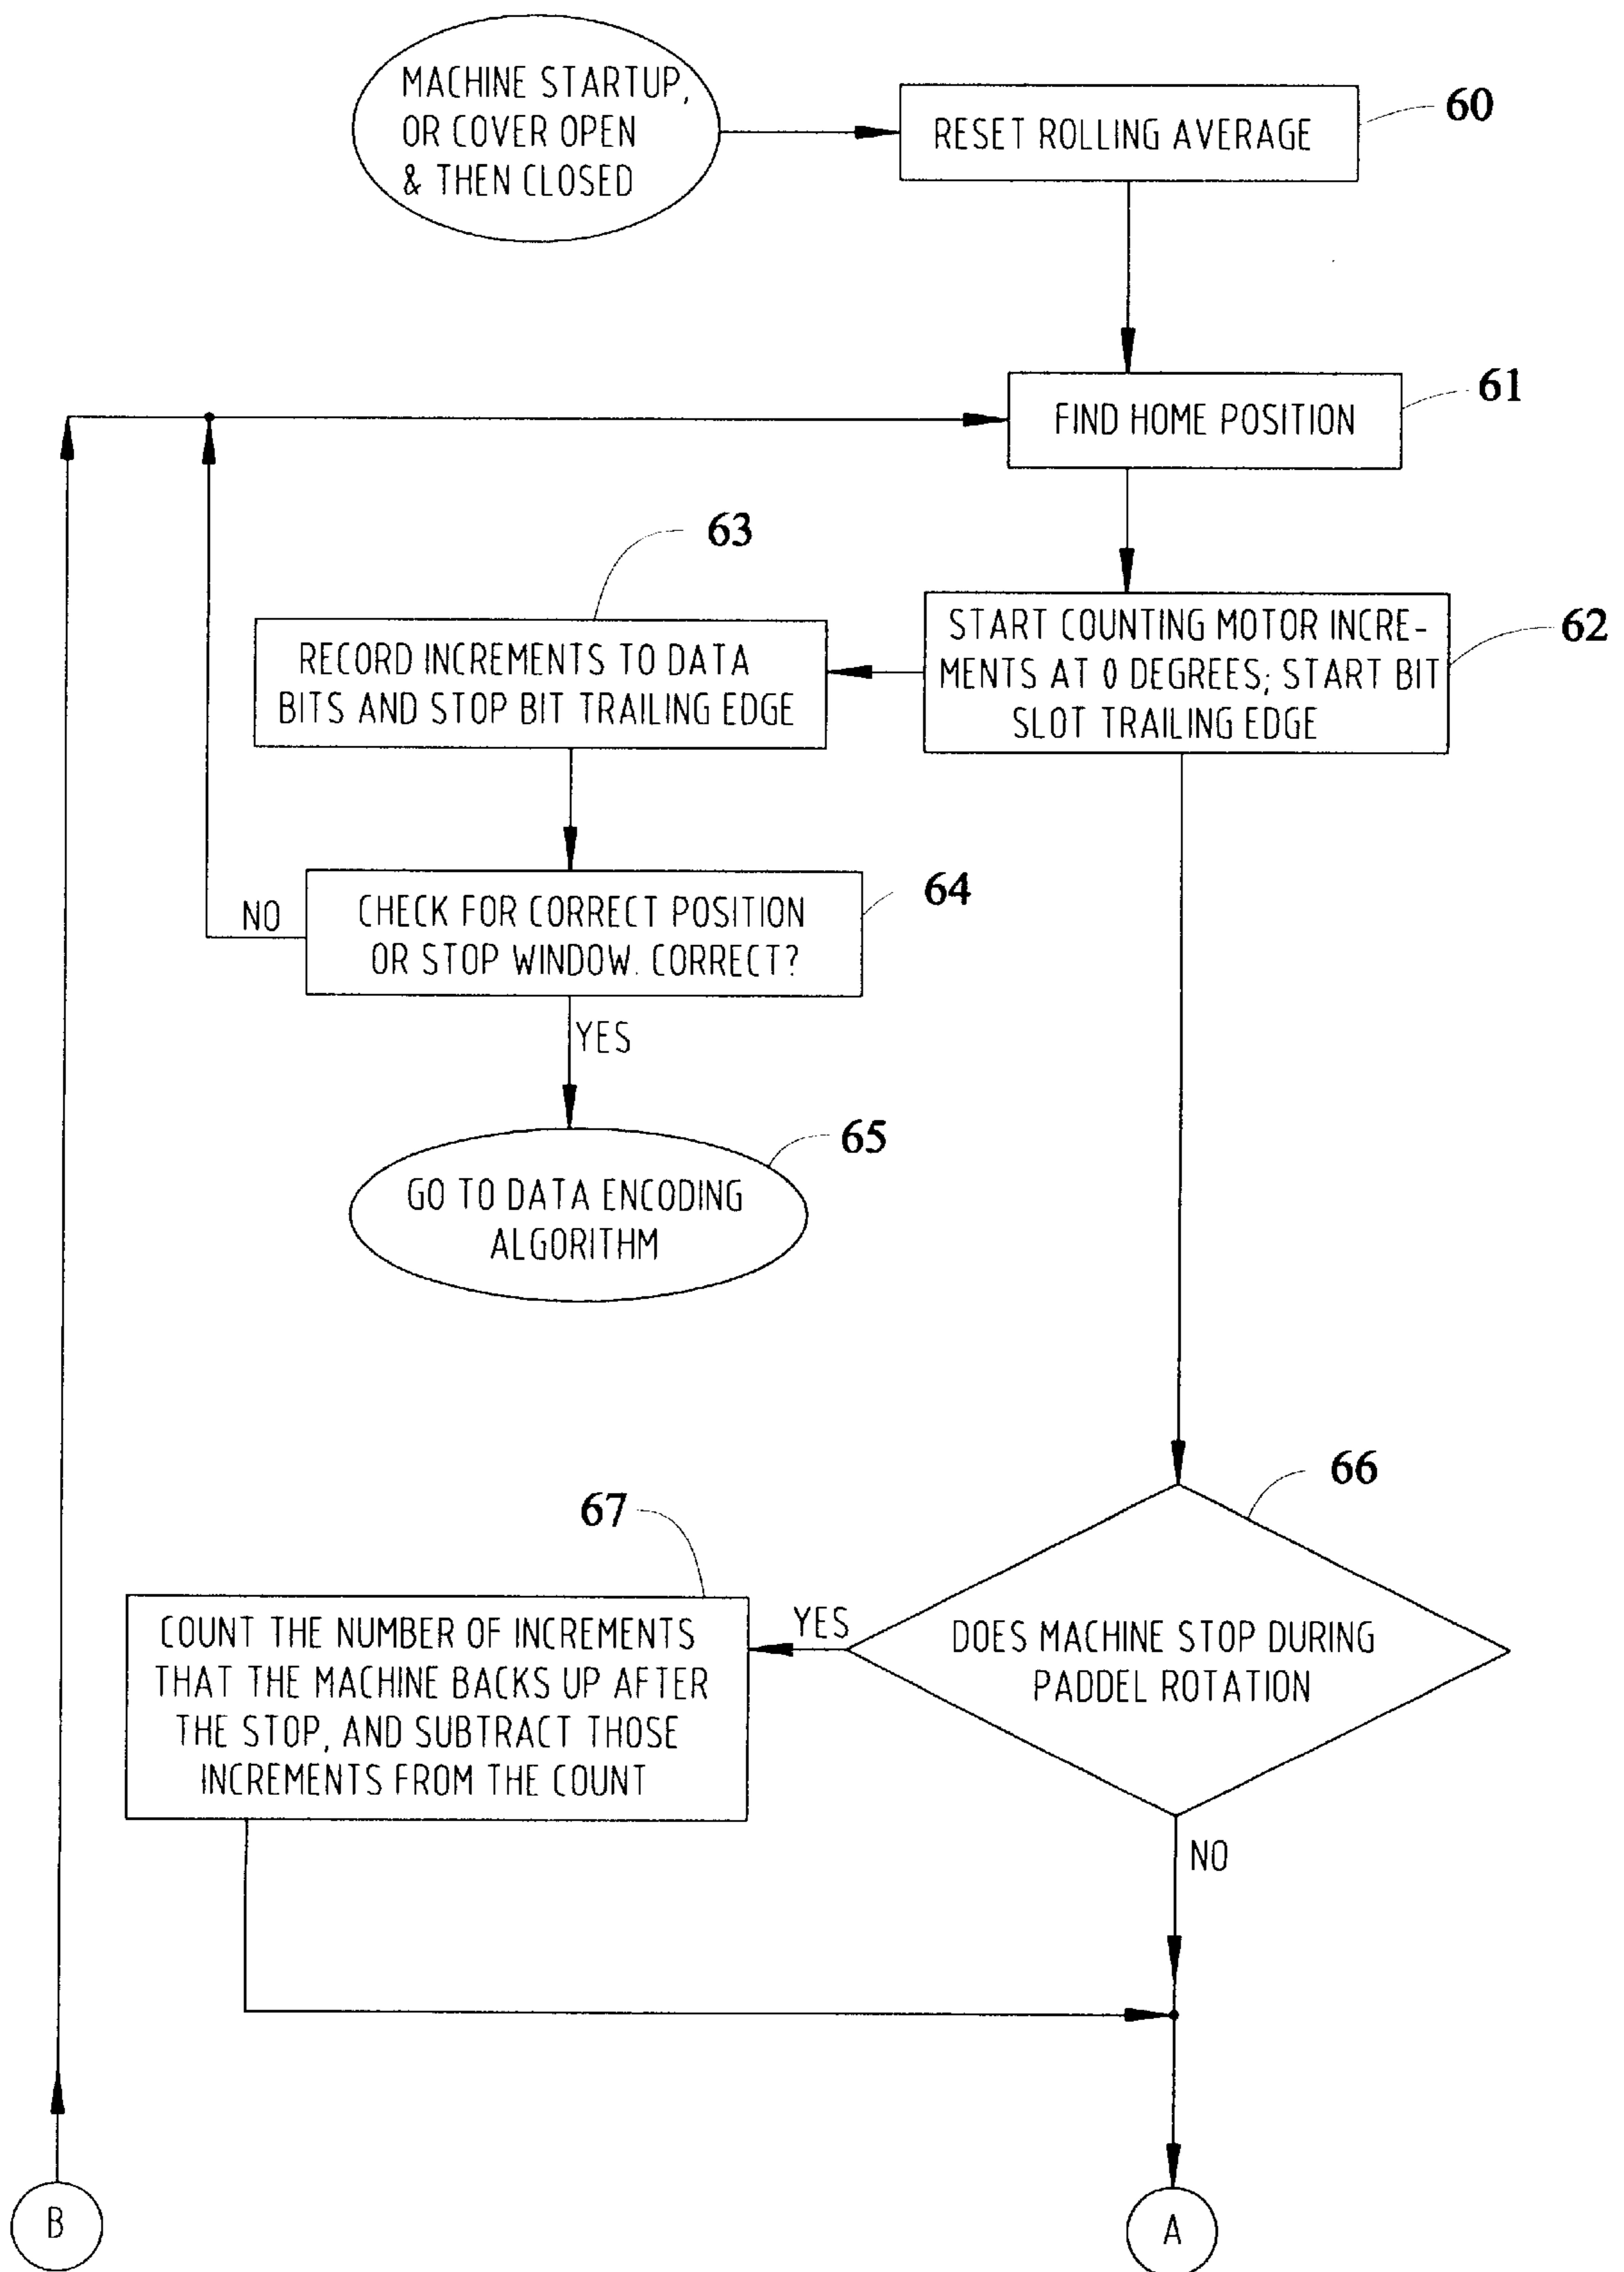 MACHINE STARTUP,
OR COVER OPEN
& THEN CLOSED
RESET ROLLING AVERAGE
60
FIND HOME POSITION
61
START COUNTING MOTOR INCRE-
MENTS AT 0 DEGREES; START BIT
SLOT TRAILING EDGE
62
63
RECORD INCREMENTS TO DATA
BITS AND STOP BIT TRAILING EDGE
64
CHECK FOR CORRECT POSITION
OR STOP WINDOW. CORRECT?
NO
YES
65
GO TO DATA ENCODING
ALGORITHM
66
DOES MACHINE STOP DURING
PADDEL ROTATION
YES
67
COUNT THE NUMBER OF INCREMENTS
THAT THE MACHINE BACKS UP AFTER
THE STOP, AND SUBTRACT THOSE
INCREMENTS FROM THE COUNT
NO
B
A